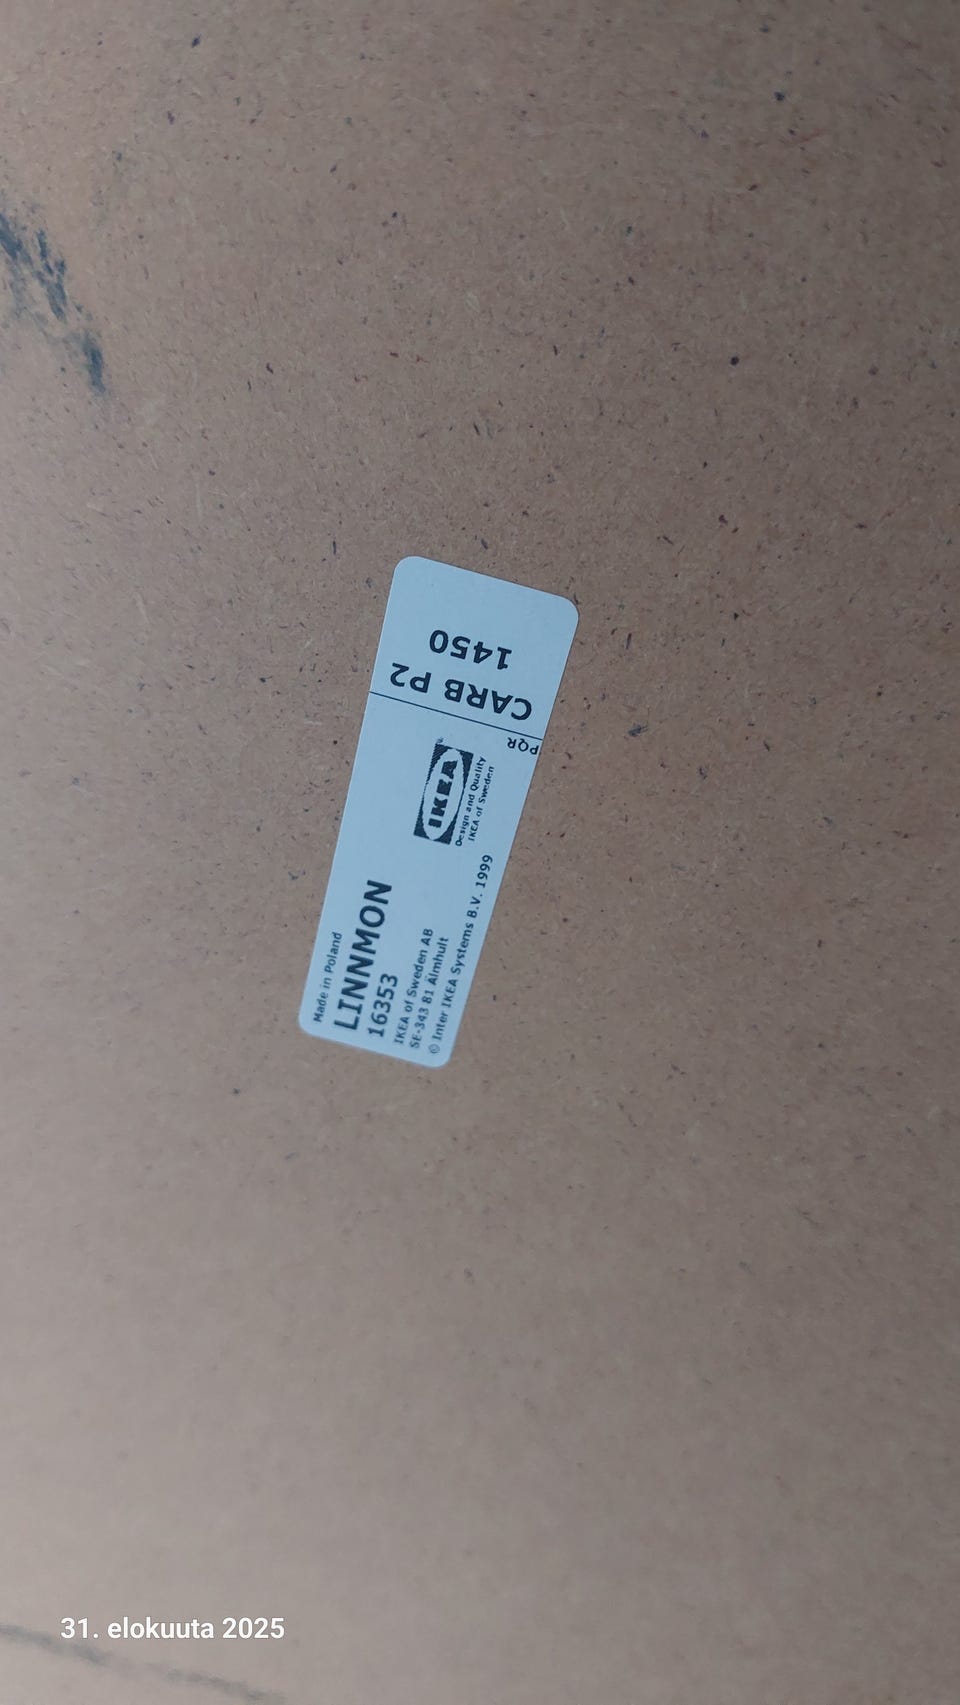 CARB P2
1450
PQR
IKEA
Design and Quality
IKEA of Sweden
Made in Poland
LINNMON
16353
IKEA of Sweden AB
SE-343 81 Älmhult
© Inter IKEA Systems B.V. 1999
31. elokuuta 2025